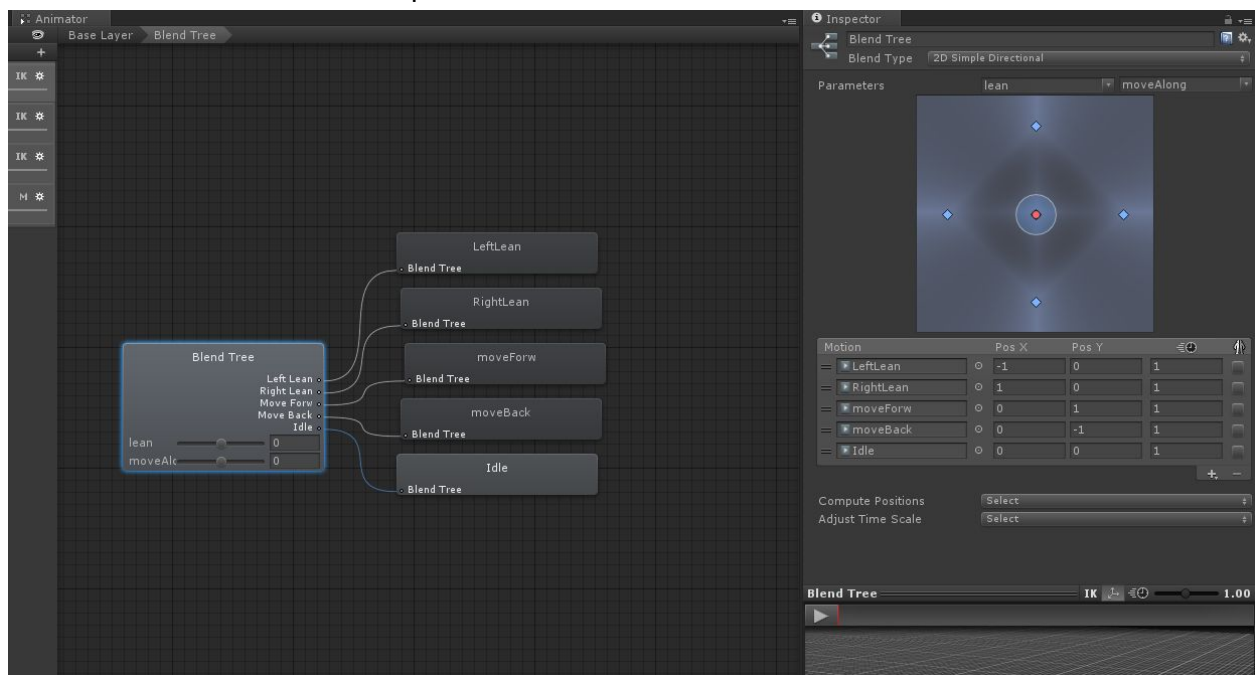 Animator
Base Layer Blend Tree
+
IK
IK
IK
M
LeftLean
Blend Tree
RightLean
Blend Tree
moveForw
Blend Tree
moveBack
Blend Tree
Idle
Blend Tree
Blend Tree
Left Lean
Right Lean
Move Forw
Move Back
Idle
lean 0
moveAlc 0
Inspector
Blend Tree
Blend Type 2D Simple Directional
Parameters lean moveAlong
Motion Pos X Pos Y
LeftLean -1 0 1
RightLean 1 0 1
moveForw 0 1 1
moveBack 0 -1 1
Idle 0 0 1
+ -
Compute Positions Select
Adjust Time Scale Select
Blend Tree IK 1.00